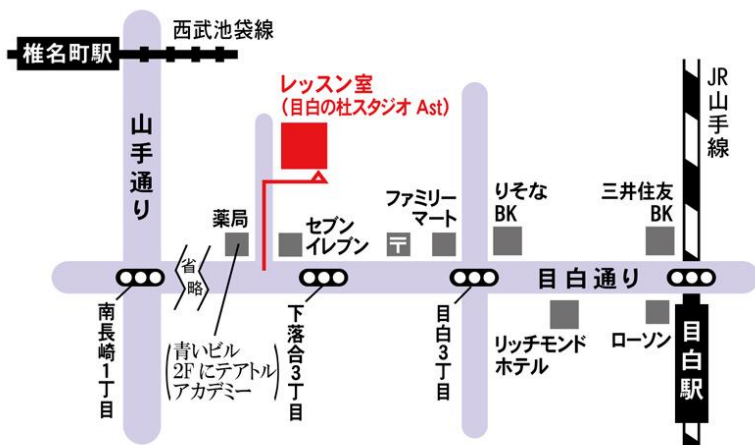 西武池袋線
椎名町駅
レッスン室
(目白の杜スタジオ Ast)
JR山手線
山手通り
薬局
セブン
イレブン
〒
ファミリー
マート
りそな
BK
三井住友
BK
省略
目白通り
南長崎1丁目
青いビル
2Fにテアトル
アカデミー
下落合3丁目
目白3丁目
リッチモンド
ホテル
ローソン
目白駅